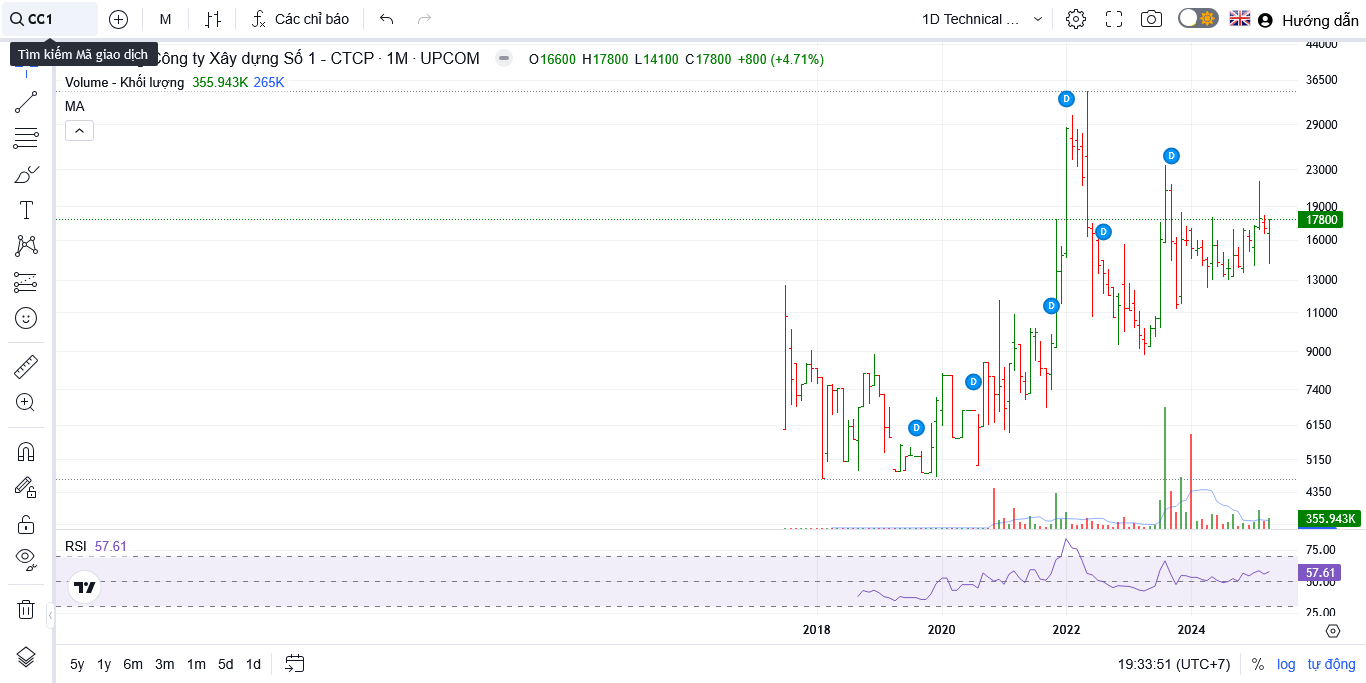 CC1
M
Các chỉ báo
1D Technical ...
Hướng dẫn
Tìm kiếm Mã giao dịch
Công ty Xây dựng Số 1 - CTCP · 1M · UPCOM
O16600 H17800 L14100 C17800 +800 (+4.71%)
Volume - Khối lượng 355.943K 265K
MA
44000
36500
29000
23000
19000
17800
16000
13000
11000
9000
7400
6150
5150
4350
355.943K
D
D
D
D
D
D
RSI 57.61
75.00
57.61
50.00
25.00
2018 2020 2022 2024
5y 1y 6m 3m 1m 5d 1d
19:33:51 (UTC+7) % log tự động